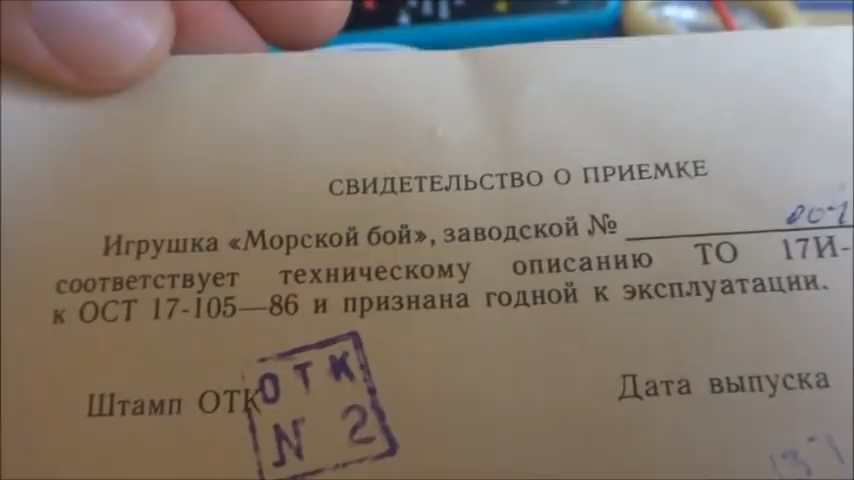 СВИДЕТЕЛЬСТВО О ПРИЕМКЕ
Игрушка «Морской бой», заводской №
соответствует техническому описанию ТО 17И-
к ОСТ 17-105—86 и признана годной к эксплуатации.
Штамп ОТК
ОТК
N 2
Дата выпуска